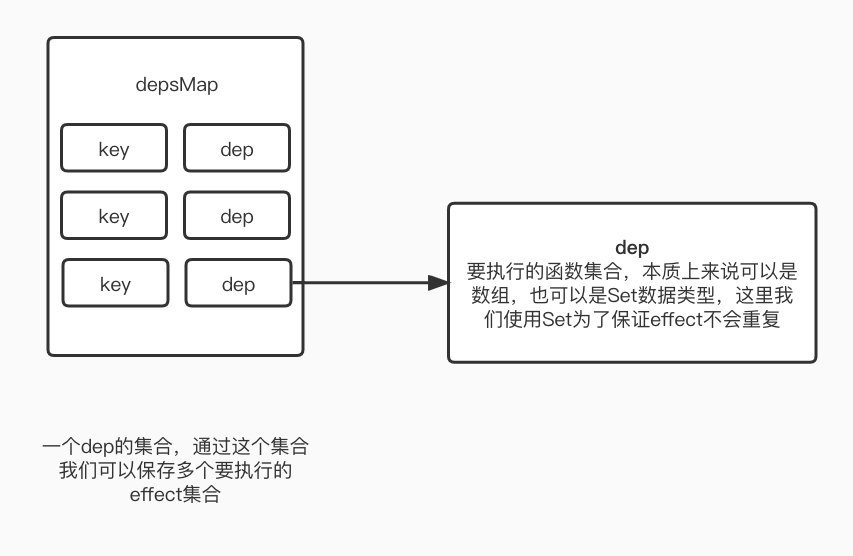 depsMap
key dep
key dep
key dep
dep
要执行的函数集合，本质上来说可以是
数组，也可以是Set数据类型，这里我
们使用Set为了保证effect不会重复
一个dep的集合，通过这个集合
我们可以保存多个要执行的
effect集合